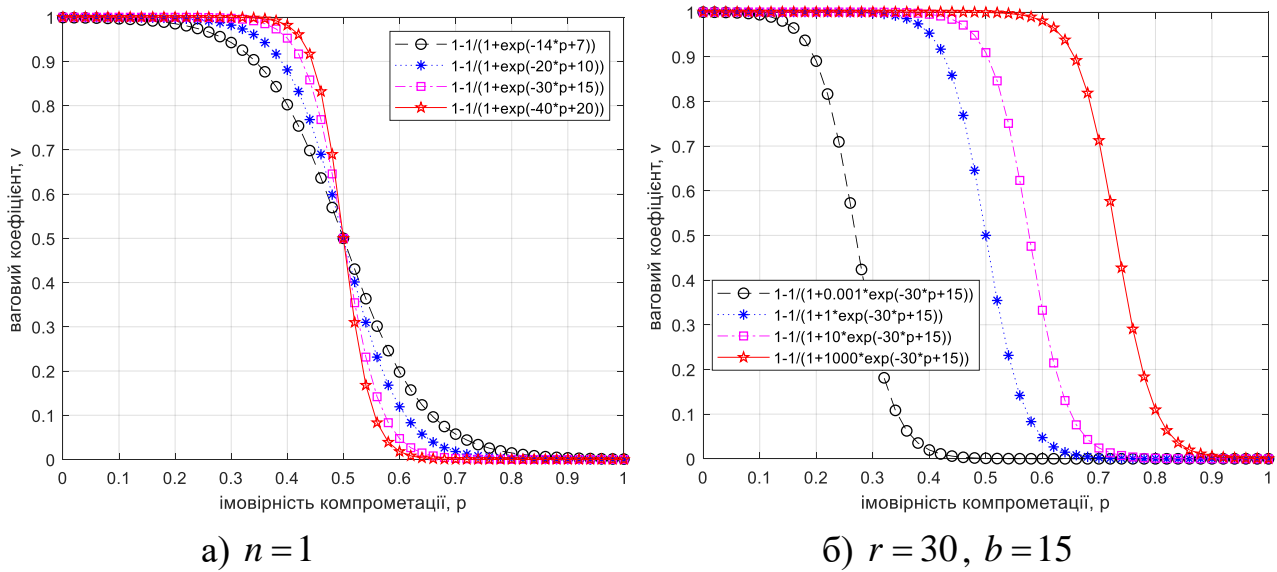 1
0.9
0.8
0.7
0.6
0.5
0.4
0.3
0.2
0.1
0
ваговий коефіцієнт, v
1-1/(1+exp(-14*p+7))
1-1/(1+exp(-20*p+10))
1-1/(1+exp(-30*p+15))
1-1/(1+exp(-40*p+20))
0 0.1 0.2 0.3 0.4 0.5 0.6 0.7 0.8 0.9 1
імовірність компрометації, p
а) n = 1
1
0.9
0.8
0.7
0.6
0.5
0.4
0.3
0.2
0.1
0
ваговий коефіцієнт, v
1-1/(1+0.001*exp(-30*p+15))
1-1/(1+1*exp(-30*p+15))
1-1/(1+10*exp(-30*p+15))
1-1/(1+1000*exp(-30*p+15))
0 0.1 0.2 0.3 0.4 0.5 0.6 0.7 0.8 0.9 1
імовірність компрометації, p
б) r = 30, b = 15